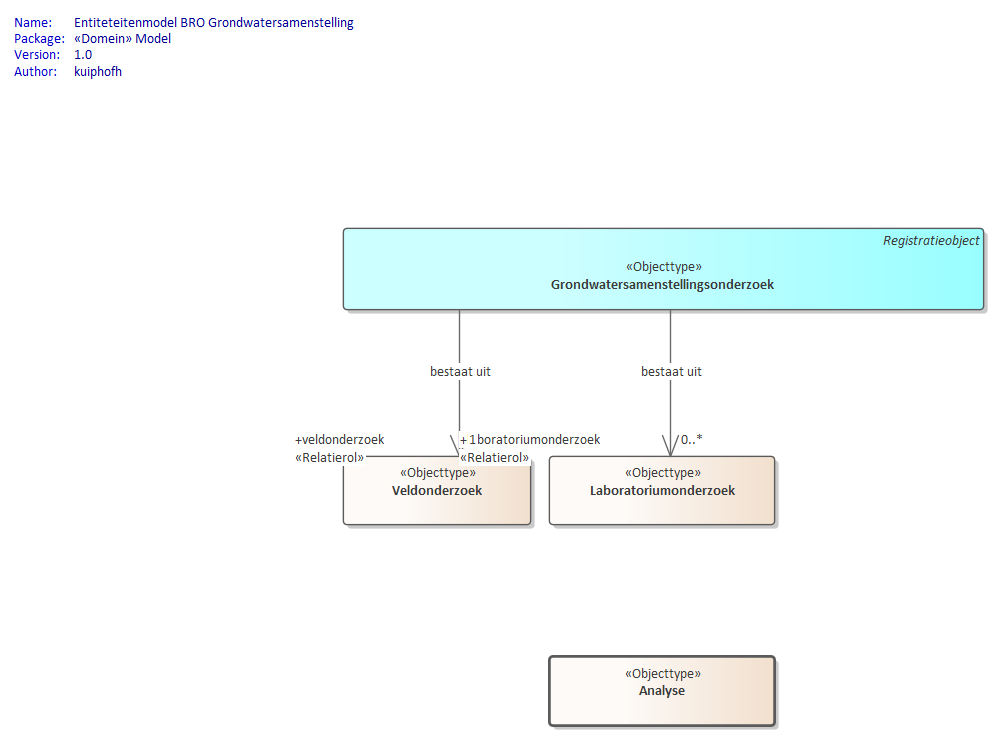 Name: Entiteteitenmodel BRO Grondwatersamenstelling
Package: «Domein» Model
Version: 1.0
Author: kuiphofh
Registratieobject
«Objecttype»
Grondwatersamenstellingsonderzoek
bestaat uit
bestaat uit
+veldonderzoek
+ 1boratoriumonderzoek
0..*
«Relatierol»
«Relatierol»
«Objecttype»
Veldonderzoek
«Objecttype»
Laboratoriumonderzoek
«Objecttype»
Analyse